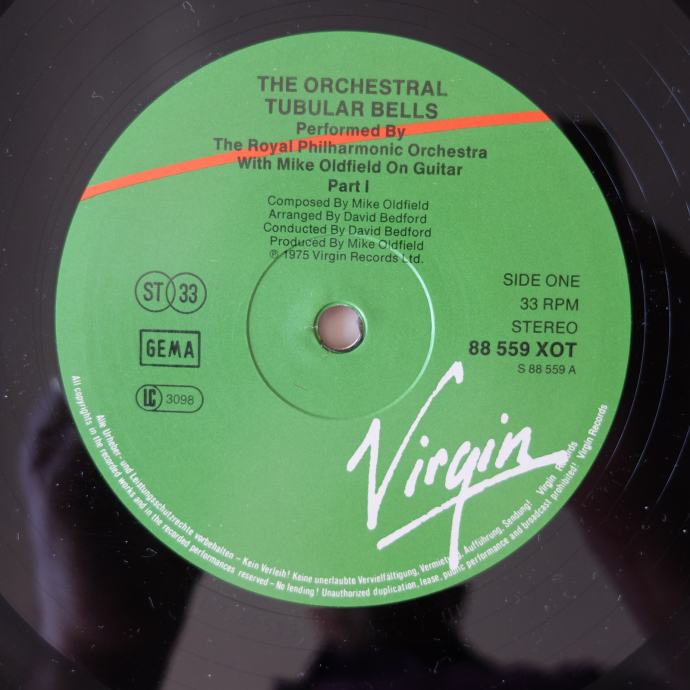 THE ORCHESTRAL
TUBULAR BELLS
Performed By
The Royal Philharmonic Orchestra
With Mike Oldfield On Guitar
Part I
Composed By Mike Oldfield
Arranged By David Bedford
Conducted By David Bedford
Produced By Mike Oldfield
℗ 1975 Virgin Records Ltd.
ST 33
GEMA
LC 3098
SIDE ONE
33 RPM
STEREO
88 559 XOT
S 88 559 A
Virgin
Alle Urheber- und Leistungsschutzrechte vorbehalten – Kein Verleih! Keine unerlaubte Vervielfältigung, Vermietung, Aufführung, Sendung! Virgin Records
All copyrights in the recorded works and in the recorded performances reserved – No lending! Unauthorized duplication, lease, public performance and broadcast prohibited! Virgin Records